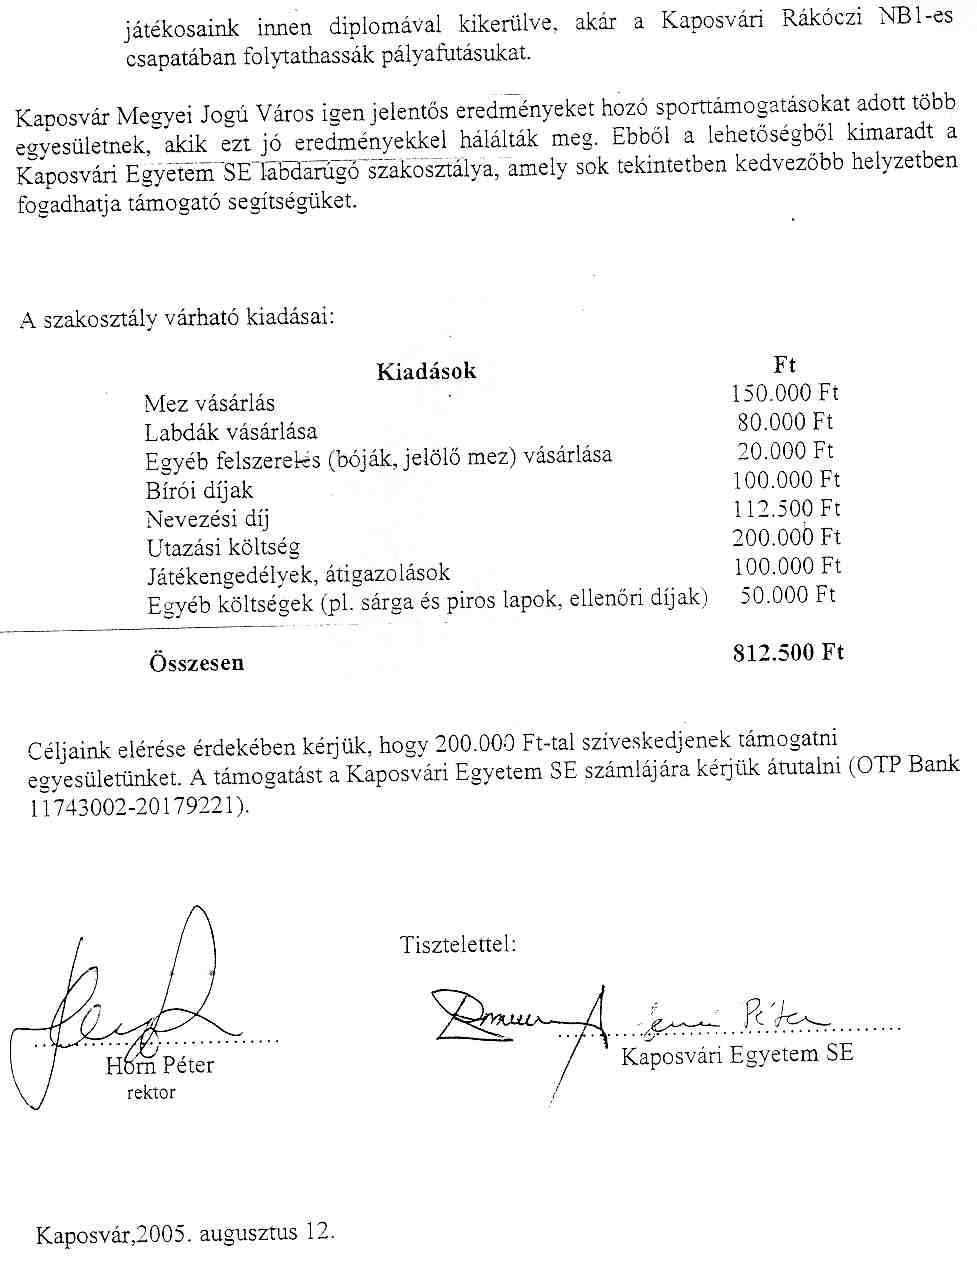 játékosaink innen diplomával kikerülve, akár a Kaposvári Rákóczi NB1-es
csapatában folytathassák pályafutásukat.
Kaposvár Megyei Jogú Város igen jelentős eredményeket hozó sporttámogatásokat adott több
egyesületnek, akik ezt jó eredményekkel hálálták meg. Ebből a lehetőségből kimaradt a
Kaposvári Egyetem SE labdarúgó szakosztálya, amely sok tekintetben kedvezőbb helyzetben
fogadhatja támogató segítségüket.
A szakosztály várható kiadásai:
Kiadások Ft
Mez vásárlás 150.000 Ft
Labdák vásárlása 80.000 Ft
Egyéb felszerelés (bóják, jelölő mez) vásárlása 20.000 Ft
Bírói díjak 100.000 Ft
Nevezési díj 112.500 Ft
Utazási költség 200.000 Ft
Játékengedélyek, átigazolások 100.000 Ft
Egyéb költségek (pl. sárga és piros lapok, ellenőri díjak) 50.000 Ft
Összesen 812.500 Ft
Céljaink elérése érdekében kérjük, hogy 200.000 Ft-tal szíveskedjenek támogatni
egyesületünket. A támogatást a Kaposvári Egyetem SE számlájára kérjük átutalni (OTP Bank
11743002-20179221).
Tisztelettel:
Péter
Horn Péter
rektor
Kaposvári Egyetem SE
Kaposvár,2005. augusztus 12.